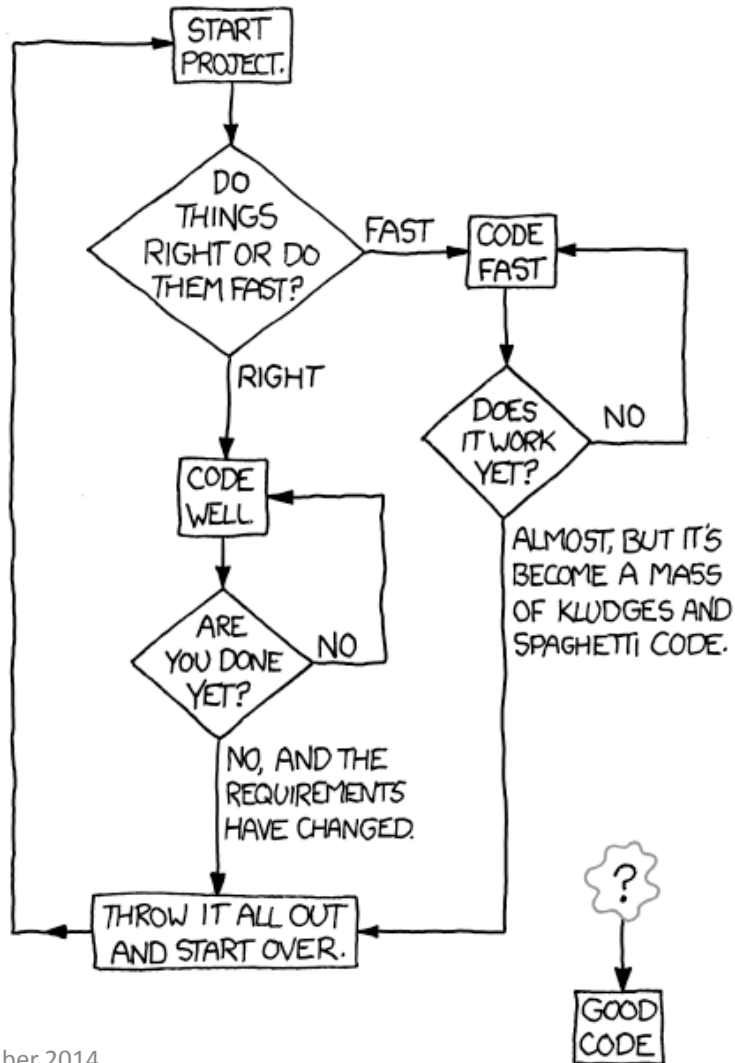 START
PROJECT.
DO
THINGS
RIGHT OR DO
THEM FAST?
FAST
CODE
FAST
RIGHT
DOES
IT WORK
YET?
NO
CODE
WELL.
ALMOST, BUT IT'S
BECOME A MASS
OF KLUDGES AND
SPAGHETTI CODE.
ARE
YOU DONE
YET?
NO
NO, AND THE
REQUIREMENTS
HAVE CHANGED.
THROW IT ALL OUT
AND START OVER.
?
GOOD
CODE
2014